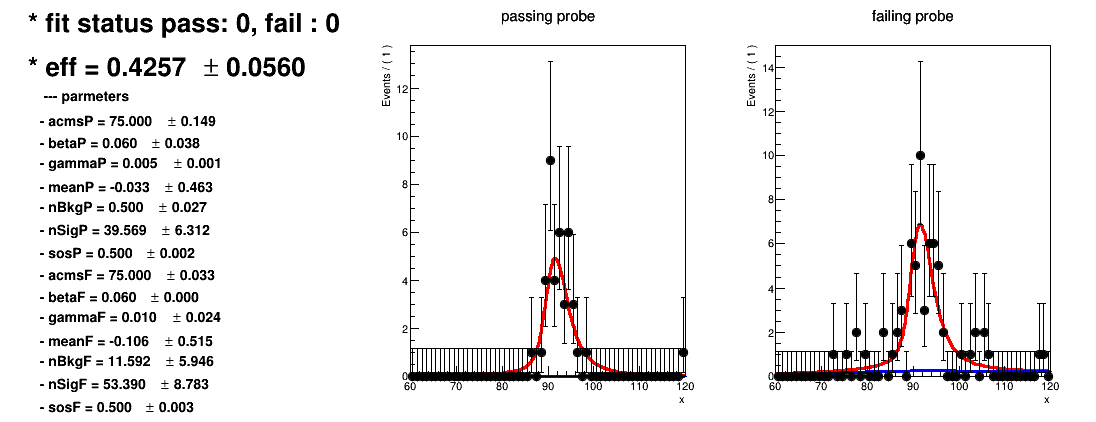 * fit status pass: 0, fail : 0
* eff = 0.4257 ± 0.0560
--- parmeters
- acmsP = 75.000 ± 0.149
- betaP = 0.060 ± 0.038
- gammaP = 0.005 ± 0.001
- meanP = -0.033 ± 0.463
- nBkgP = 0.500 ± 0.027
- nSigP = 39.569 ± 6.312
- sosP = 0.500 ± 0.002
- acmsF = 75.000 ± 0.033
- betaF = 0.060 ± 0.000
- gammaF = 0.010 ± 0.024
- meanF = -0.106 ± 0.515
- nBkgF = 11.592 ± 5.946
- nSigF = 53.390 ± 8.783
- sosF = 0.500 ± 0.003
passing probe
Events / ( 1 )
12
10
8
6
4
2
0
60 70 80 90 100 110 120
x
failing probe
Events / ( 1 )
14
12
10
8
6
4
2
0
60 70 80 90 100 110 120
x